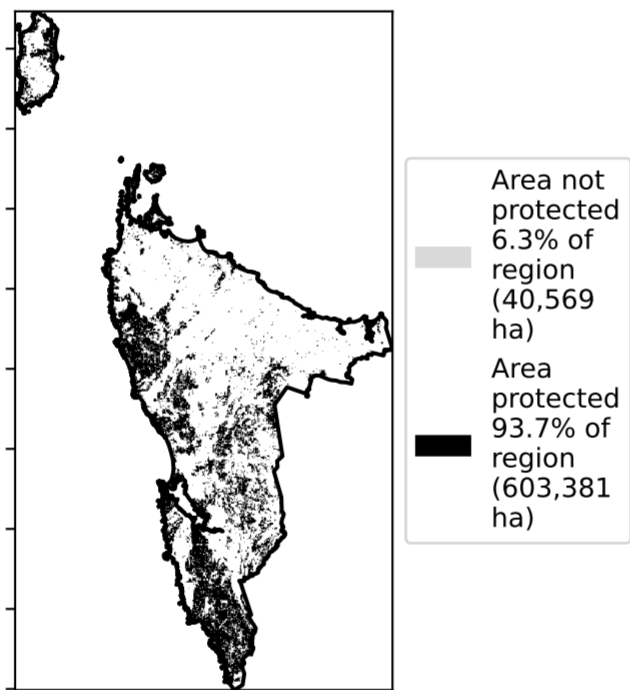 Area not
protected
6.3% of
region
(40,569
ha)
Area
protected
93.7% of
region
(603,381
ha)